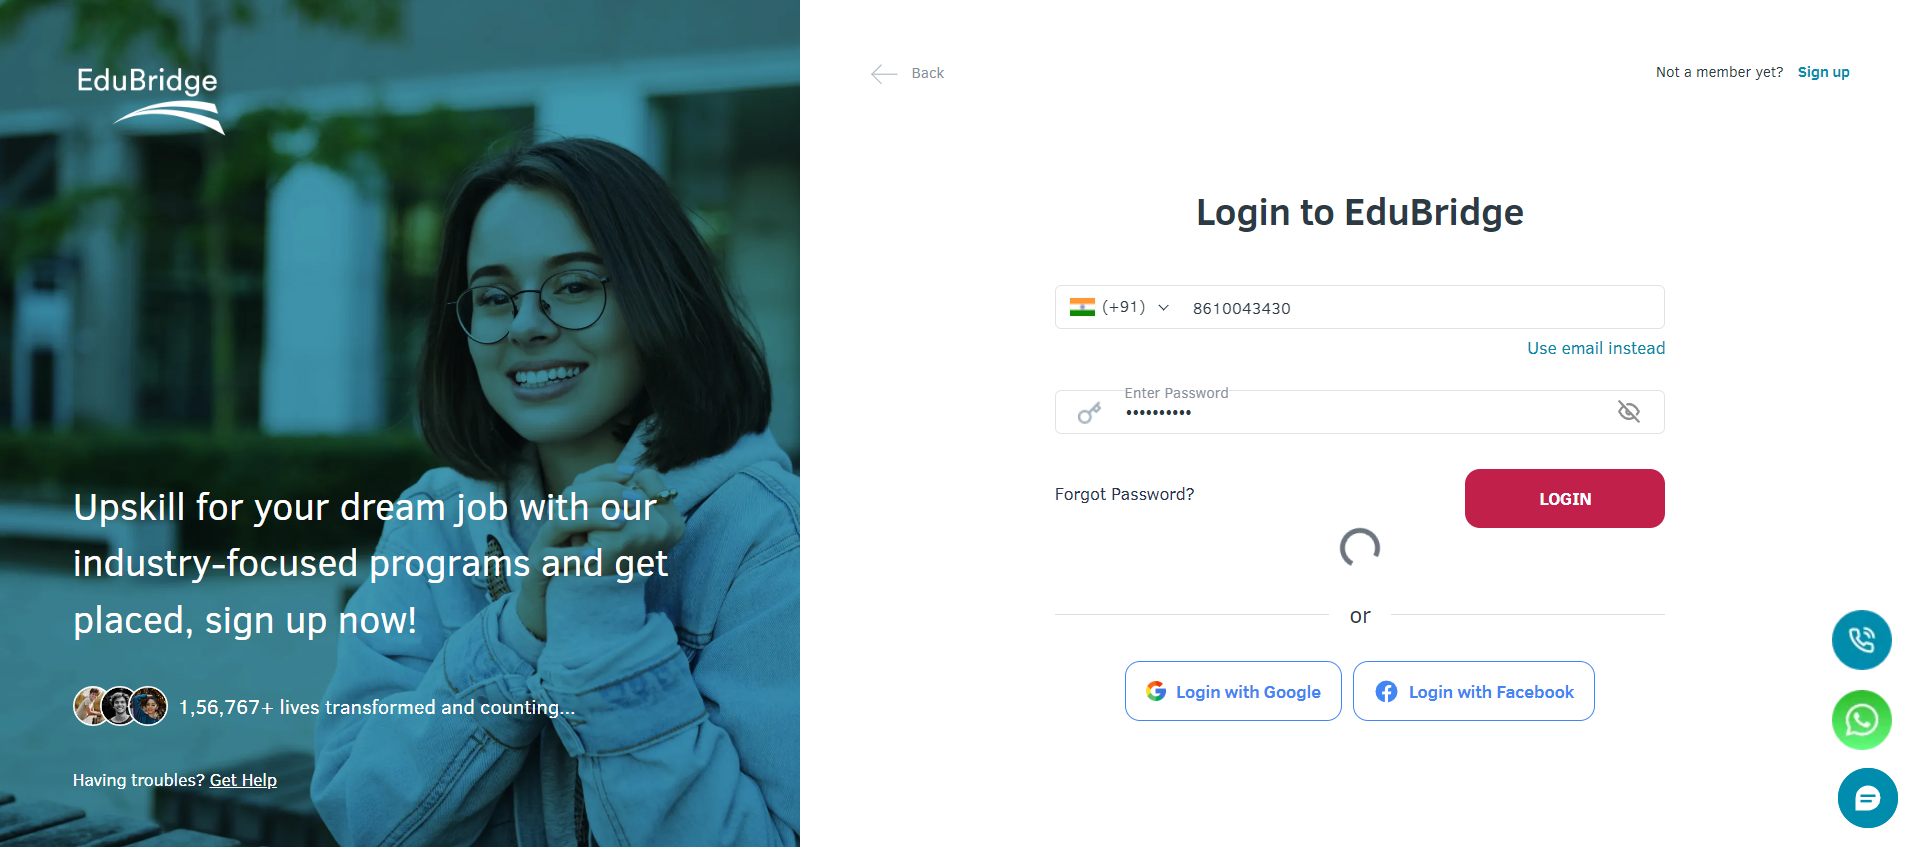 EduBridge
Upskill for your dream job with our
industry-focused programs and get
placed, sign up now!
1,56,767+ lives transformed and counting...
Having troubles? Get Help
Back
Not a member yet? Sign up
Login to EduBridge
(+91) 8610043430
Use email instead
Enter Password
••••••••••
Forgot Password?
LOGIN
or
Login with Google
Login with Facebook